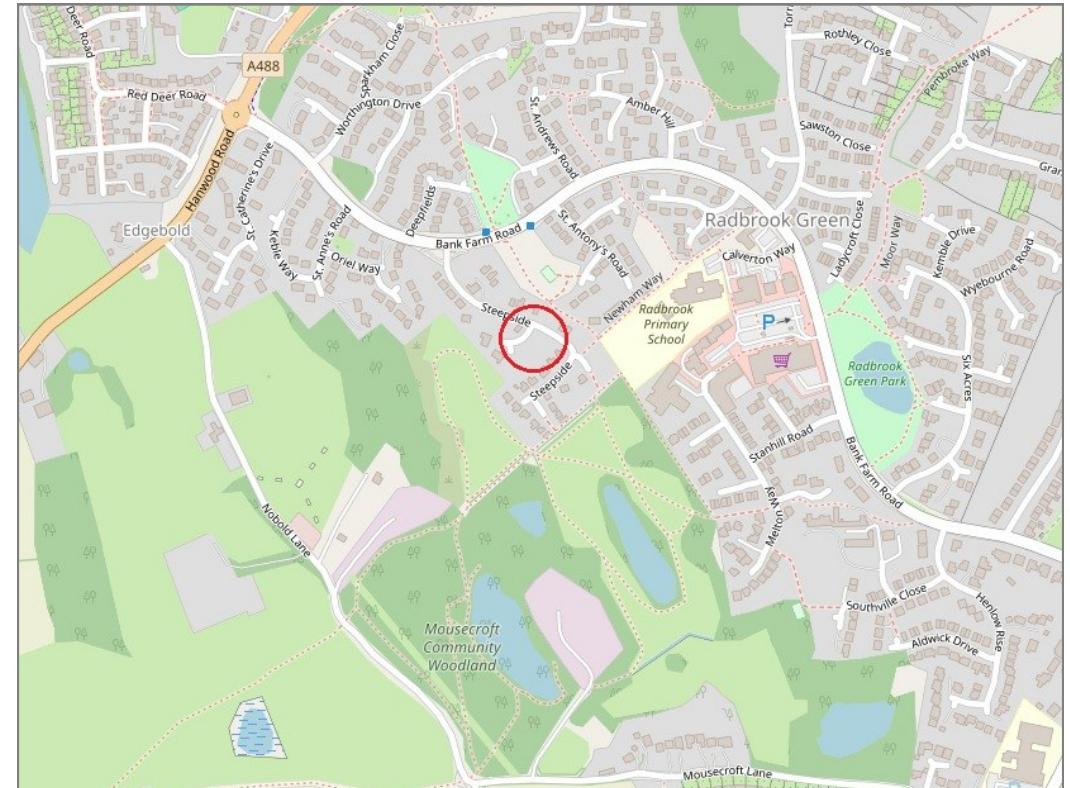 Deer Road
A488
Sparkham Close
Rothley Close
Pembroke Way
Red Deer Road
Worthington Drive
St. Andrews Road
Amber Hill
Sawston Close
Hanwood Road
St. Catherine's Drive
Edgebold
Keble Way
St. Anne's Road
Oriel Way
Deepfields
Bank Farm Road
St. Antony's Road
Radbrook Green
Calverton Way
Ladycroft Close
Moor Way
Kemble Drive
Wyebourne Road
Newham Way
Steepside
Radbrook
Primary
School
P
Radbrook
Green Park
Six Acres
Steepside
Stanhill Road
Bank Farm Road
Melton Way
Nobold Lane
Southville Close
Henlow Rise
Aldwick Drive
Mousecroft
Community
Woodland
Mousecroft Lane